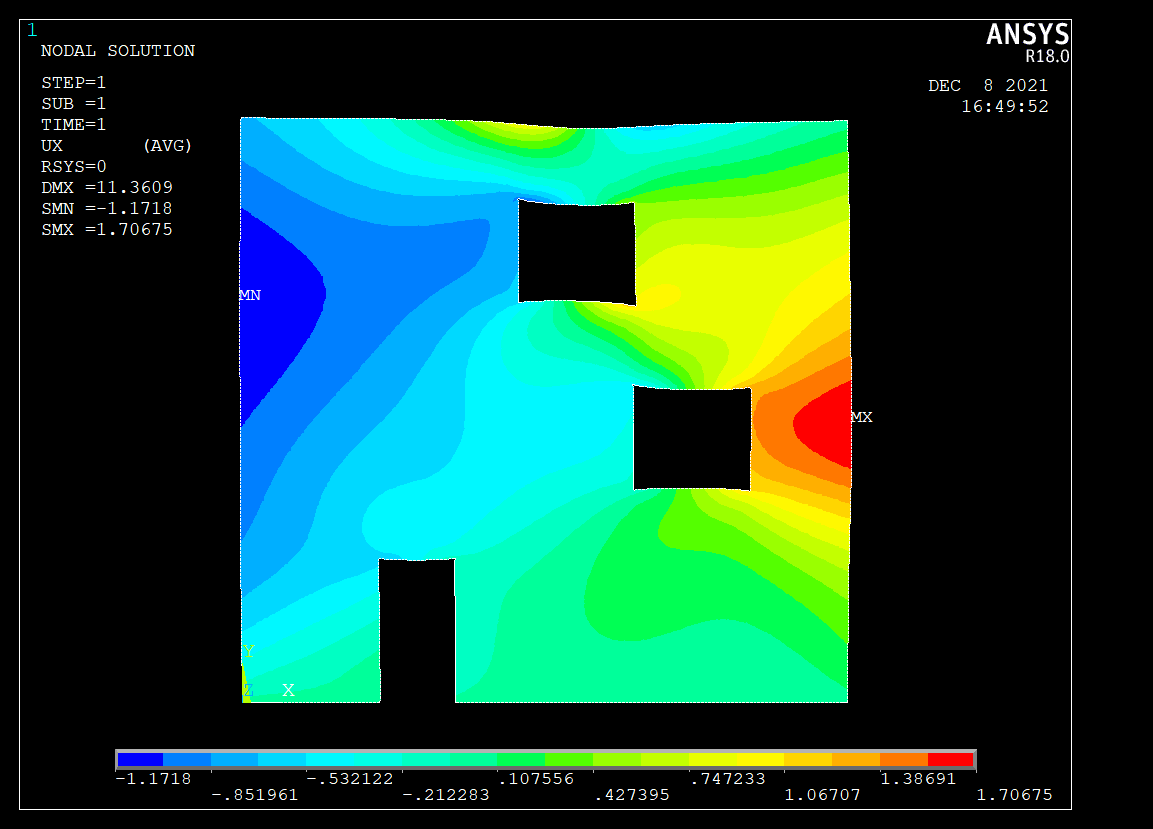 1
ANSYS
R18.0
NODAL SOLUTION
STEP=1
SUB =1
TIME=1
UX (AVG)
RSYS=0
DMX =11.3609
SMN =-1.1718
SMX =1.70675
DEC 8 2021
16:49:52
MN
MX
Y
Z X
-1.1718 -.532122 .107556 .747233 1.38691
-.851961 -.212283 .427395 1.06707 1.70675